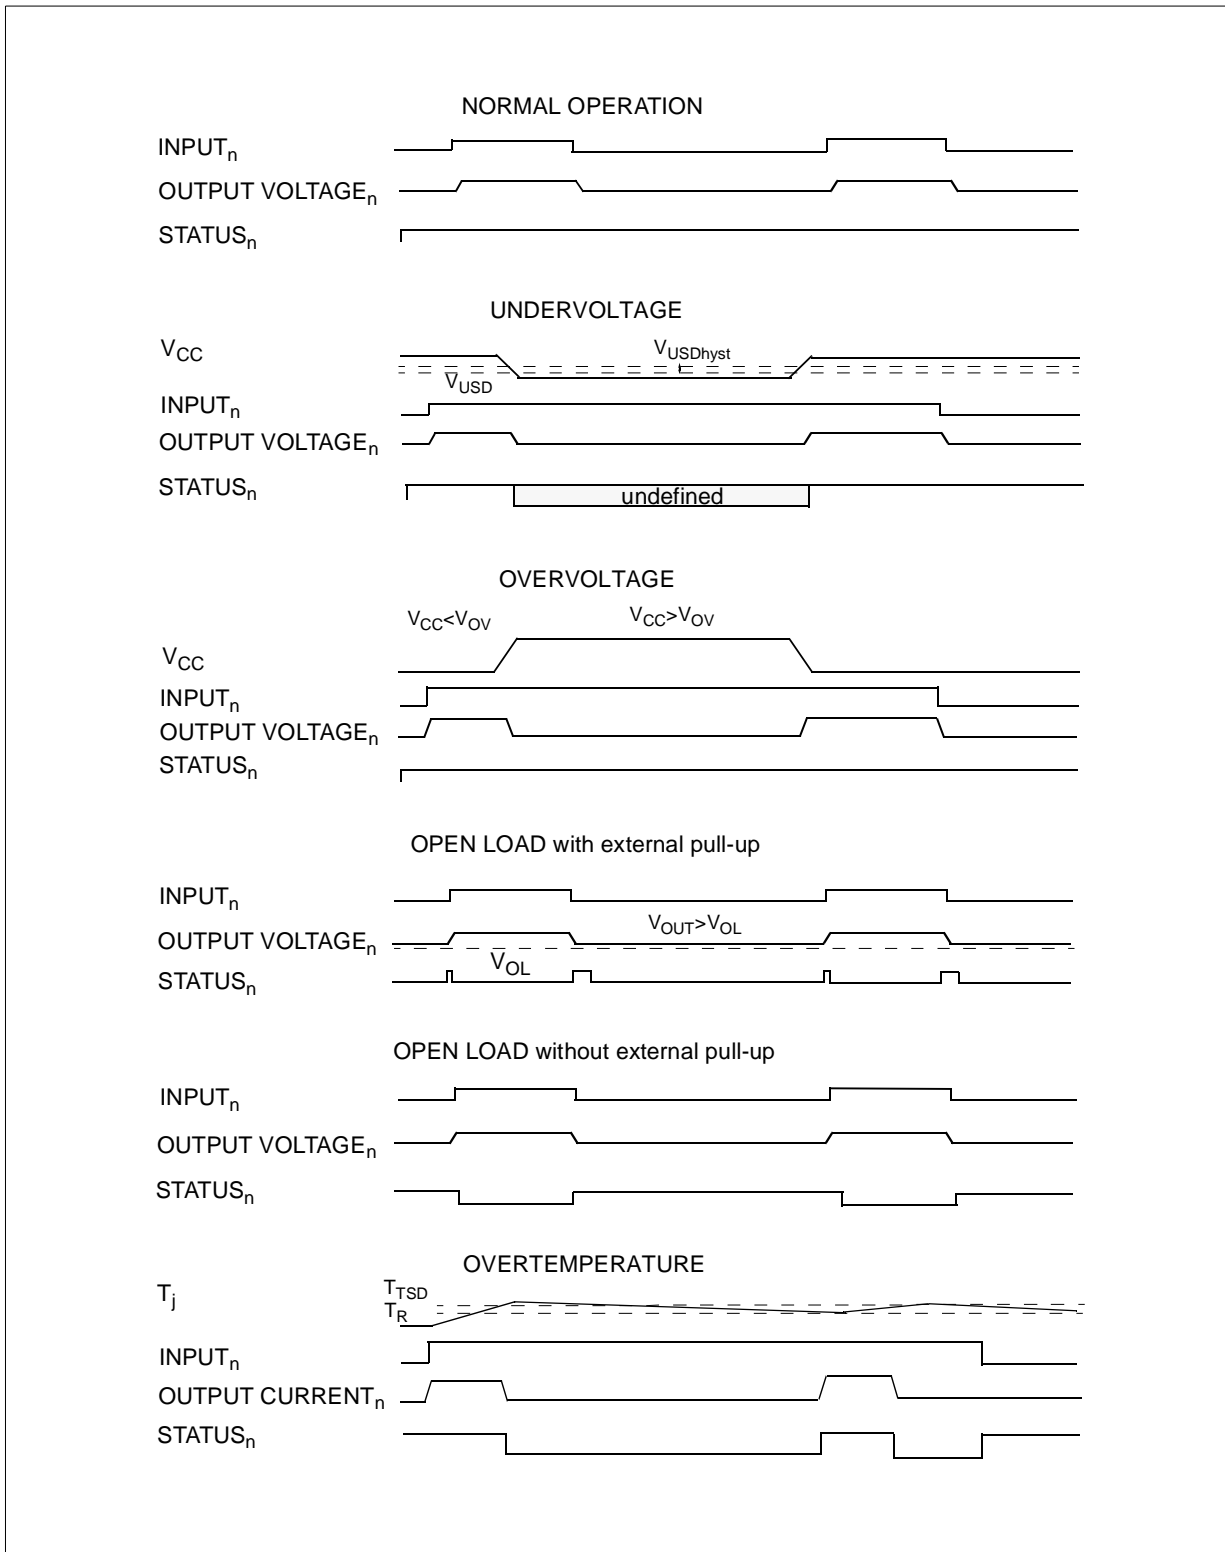 NORMAL OPERATION
INPUTn
OUTPUT VOLTAGEn
STATUSn
UNDERVOLTAGE
VCC
VUSDhyst
VUSD
INPUTn
OUTPUT VOLTAGEn
STATUSn
undefined
OVERVOLTAGE
VCC<VOV
VCC>VOV
VCC
INPUTn
OUTPUT VOLTAGEn
STATUSn
OPEN LOAD with external pull-up
INPUTn
OUTPUT VOLTAGEn
VOUT>VOL
VOL
STATUSn
OPEN LOAD without external pull-up
INPUTn
OUTPUT VOLTAGEn
STATUSn
OVERTEMPERATURE
Tj
TTSD
TR
INPUTn
OUTPUT CURRENTn
STATUSn